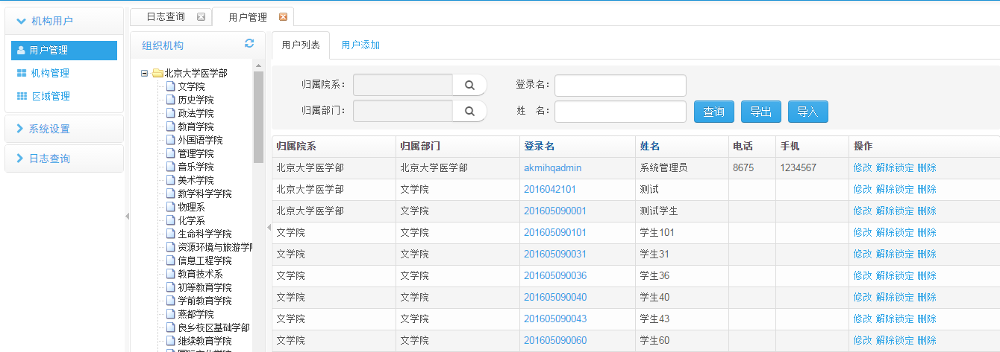 机构用户
用户管理
机构管理
区域管理
系统设置
日志查询
日志查询 用户管理
组织机构
北京大学医学部
文学院
历史学院
政法学院
教育学院
外国语学院
管理学院
音乐学院
美术学院
数学科学学院
物理系
化学系
生命科学学院
资源环境与旅游学院
信息工程学院
教育技术系
初等教育学院
学前教育学院
燕都学院
良乡校区基础学部
继续教育学院
国际文化学院
用户列表 用户添加
归属院系： 登录名：
归属部门： 姓 名： 查询 导出 导入
归属院系 归属部门 登录名 姓名 电话 手机 操作
北京大学医学部 北京大学医学部 akmihqadmin 系统管理员 8675 1234567 修改 解除锁定 删除
北京大学医学部 文学院 2016042101 测试 修改 解除锁定 删除
北京大学医学部 文学院 201605090001 测试学生 修改 解除锁定 删除
文学院 文学院 201605090101 学生101 修改 解除锁定 删除
文学院 文学院 201605090031 学生31 修改 解除锁定 删除
文学院 文学院 201605090036 学生36 修改 解除锁定 删除
文学院 文学院 201605090040 学生40 修改 解除锁定 删除
文学院 文学院 201605090043 学生43 修改 解除锁定 删除
文学院 文学院 201605090060 学生60 修改 解除锁定 删除